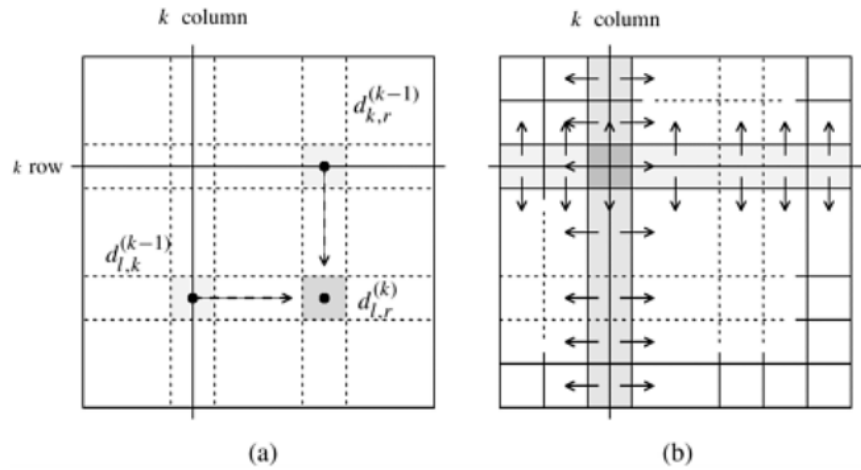 k column
k column
d_{k,r}^{(k−1)}
k row
d_{l,k}^{(k−1)}
d_{l,r}^{(k)}
(a)
(b)